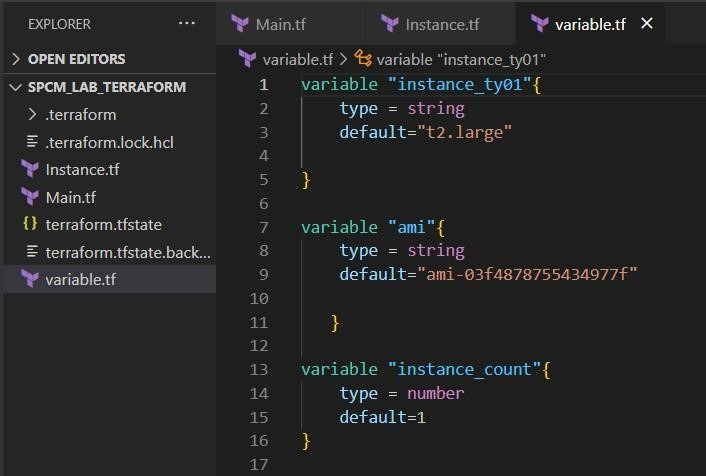 EXPLORER ...
OPEN EDITORS
SPCM_LAB_TERRAFORM
.terraform
.terraform.lock.hcl
Instance.tf
Main.tf
{} terraform.tfstate
terraform.tfstate.back...
variable.tf
Main.tf
Instance.tf
variable.tf ×
variable.tf > variable "instance_ty01"
1 variable "instance_ty01"{
2 type = string
3 default="t2.large"
4
5 }
6
7 variable "ami"{
8 type = string
9 default="ami-03f4878755434977f"
10
11 }
12
13 variable "instance_count"{
14 type = number
15 default=1
16 }
17